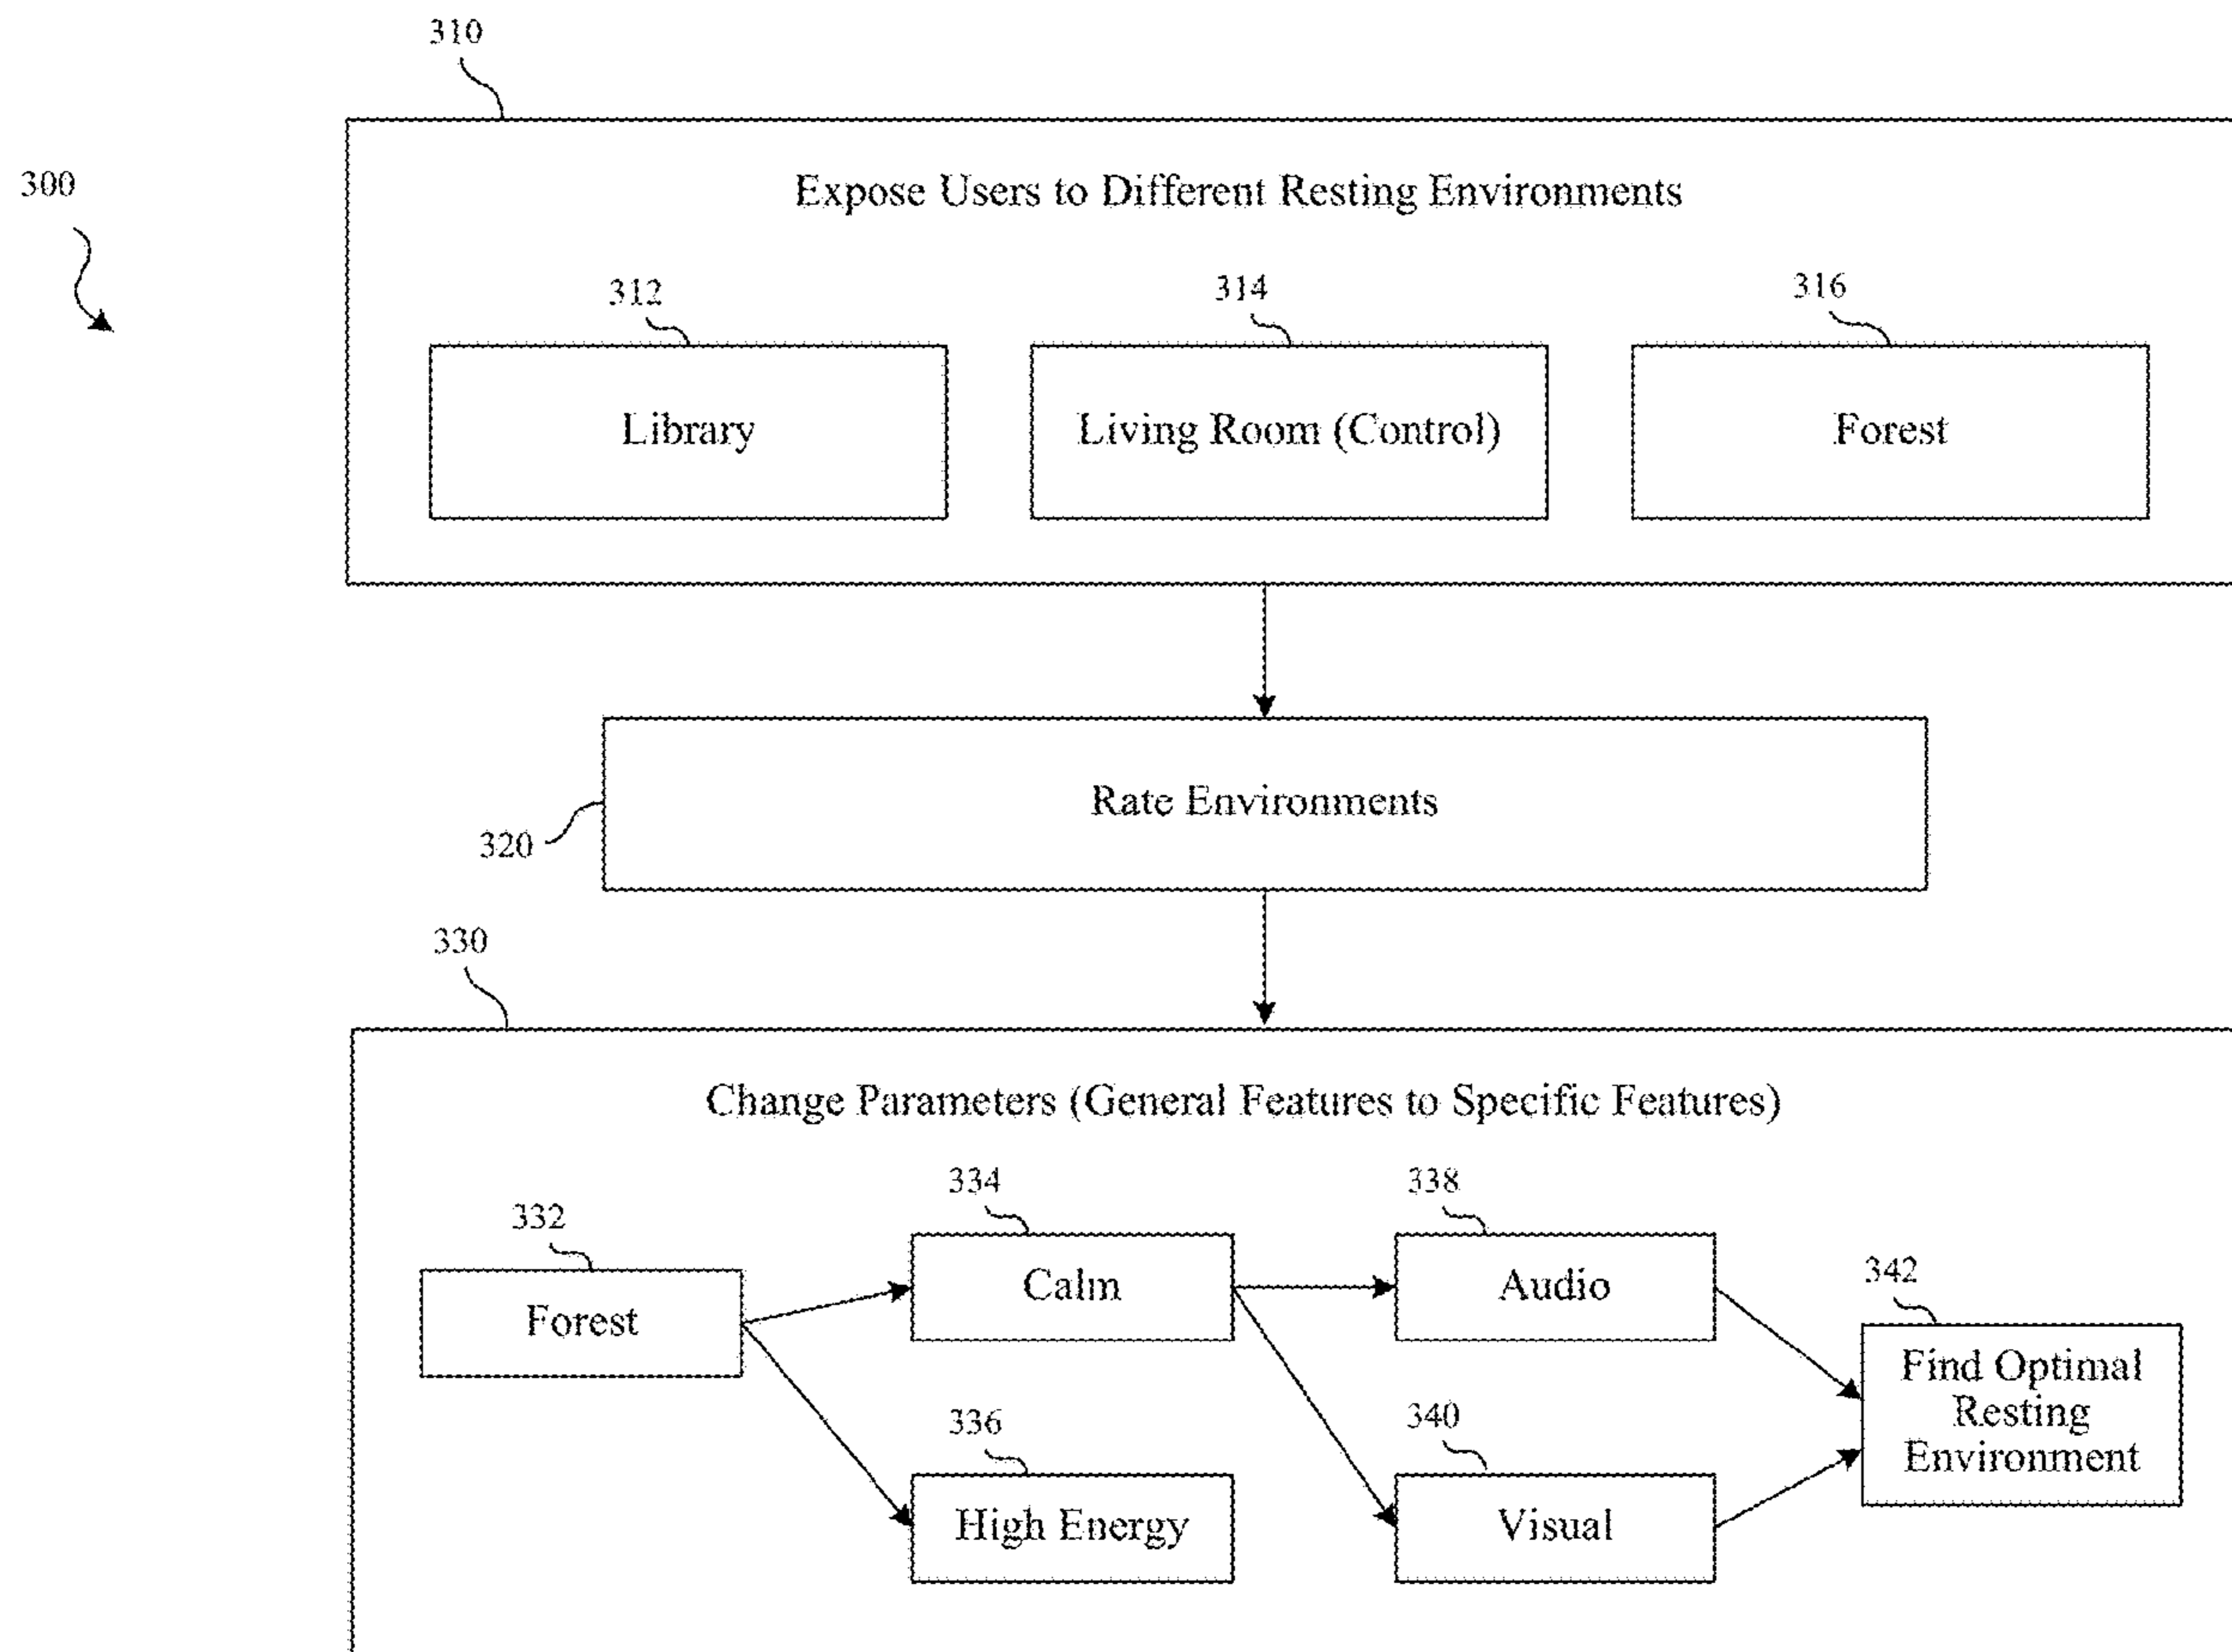 310
300
Expose Users to Different Resting Environments
312
314
316
Library
Living Room (Control)
Forest
Rate Environments
320
330
Change Parameters (General Features to Specific Features)
332
334
338
342
Forest
Calm
Audio
Find Optimal
Resting
Environment
336
340
High Energy
Visual